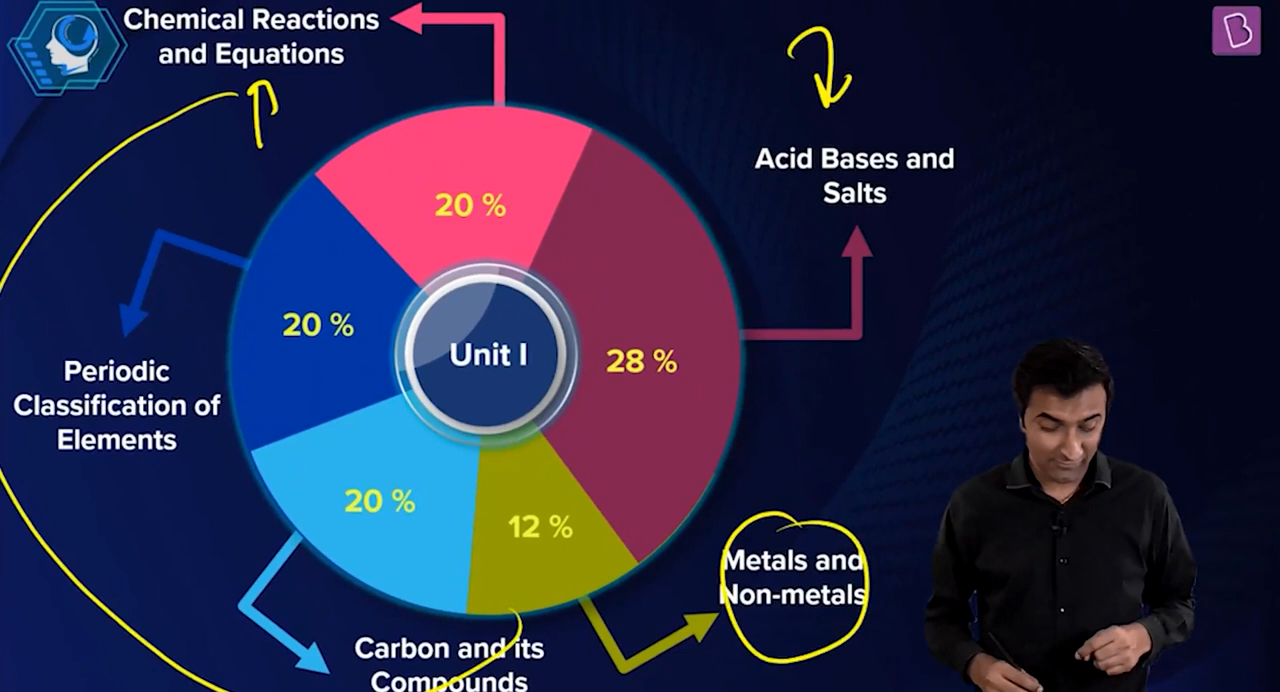 Chemical Reactions
and Equations
Acid Bases and
Salts
20 %
20 %
Unit I
28 %
Periodic
Classification of
Elements
20 %
12 %
Metals and
Non-metals
Carbon and its
Compounds